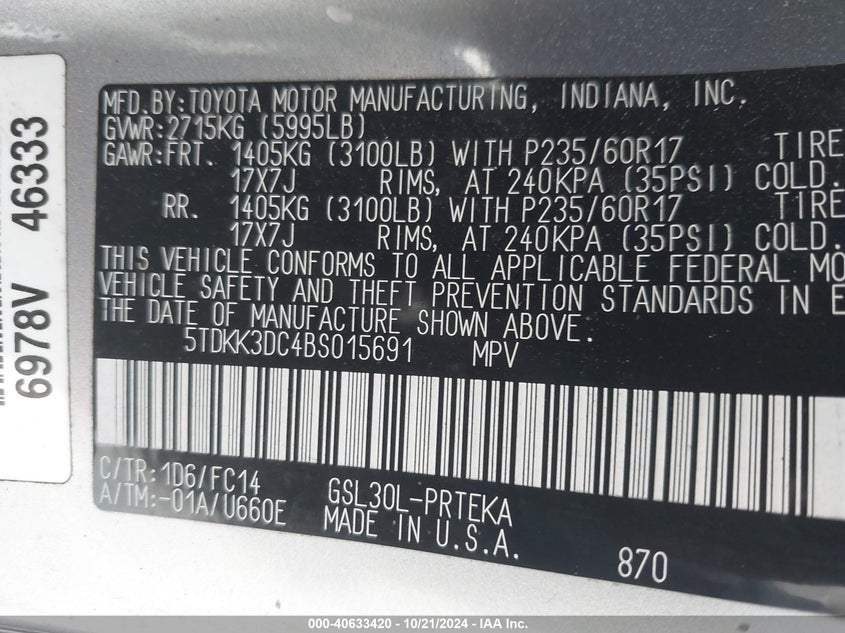 6978V 46333
MFD.BY:TOYOTA MOTOR MANUFACTURING, INDIANA, INC.
GVWR:2715KG (5995LB)
GAWR:FRT. 1405KG (3100LB) WITH P235/60R17 TIRE
17X7J RIMS, AT 240KPA (35PSI) COLD.
RR. 1405KG (3100LB) WITH P235/60R17 TIRE
17X7J RIMS, AT 240KPA (35PSI) COLD.
THIS VEHICLE CONFORMS TO ALL APPLICABLE FEDERAL MO
VEHICLE SAFETY AND THEFT PREVENTION STANDARDS IN E
THE DATE OF MANUFACTURE SHOWN ABOVE.
5TDKK3DC4BS015691 MPV
C/TR:1D6/FC14
A/TM:-01A/U660E
GSL30L-PRTEKA
MADE IN U.S.A.
870
000-40633420 - 10/21/2024 - IAA Inc.